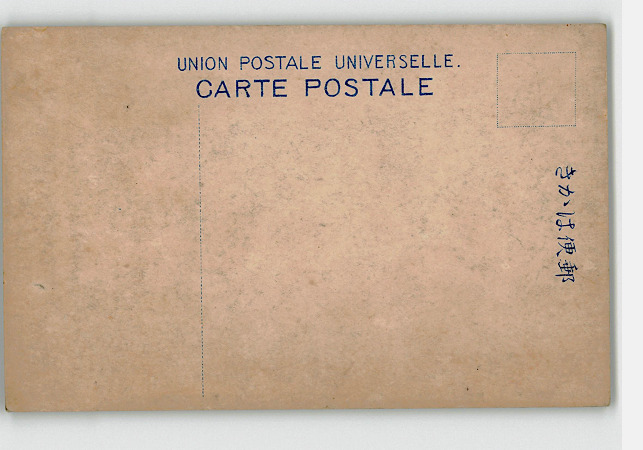 UNION POSTALE UNIVERSELLE.
CARTE POSTALE
きかは便郵